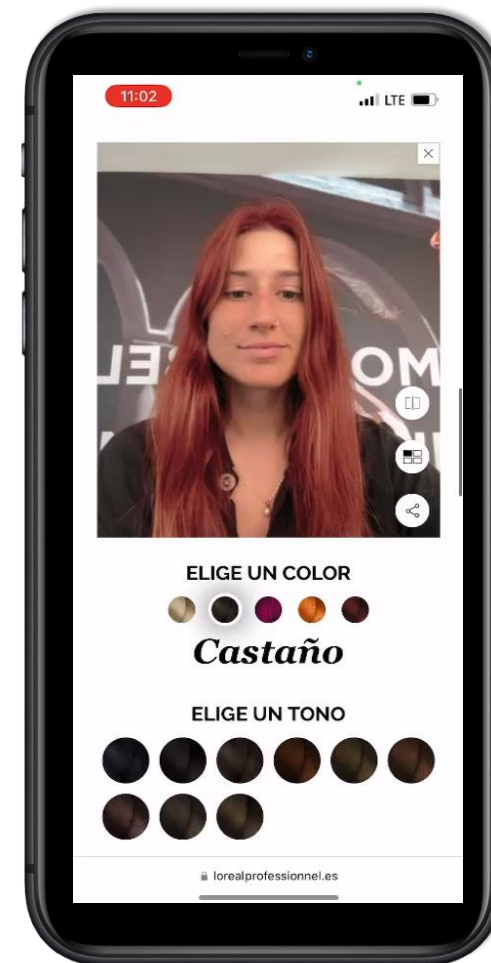 11:02
LTE
ELIGE UN COLOR
Castaño
ELIGE UN TONO
lorealprofessionnel.es